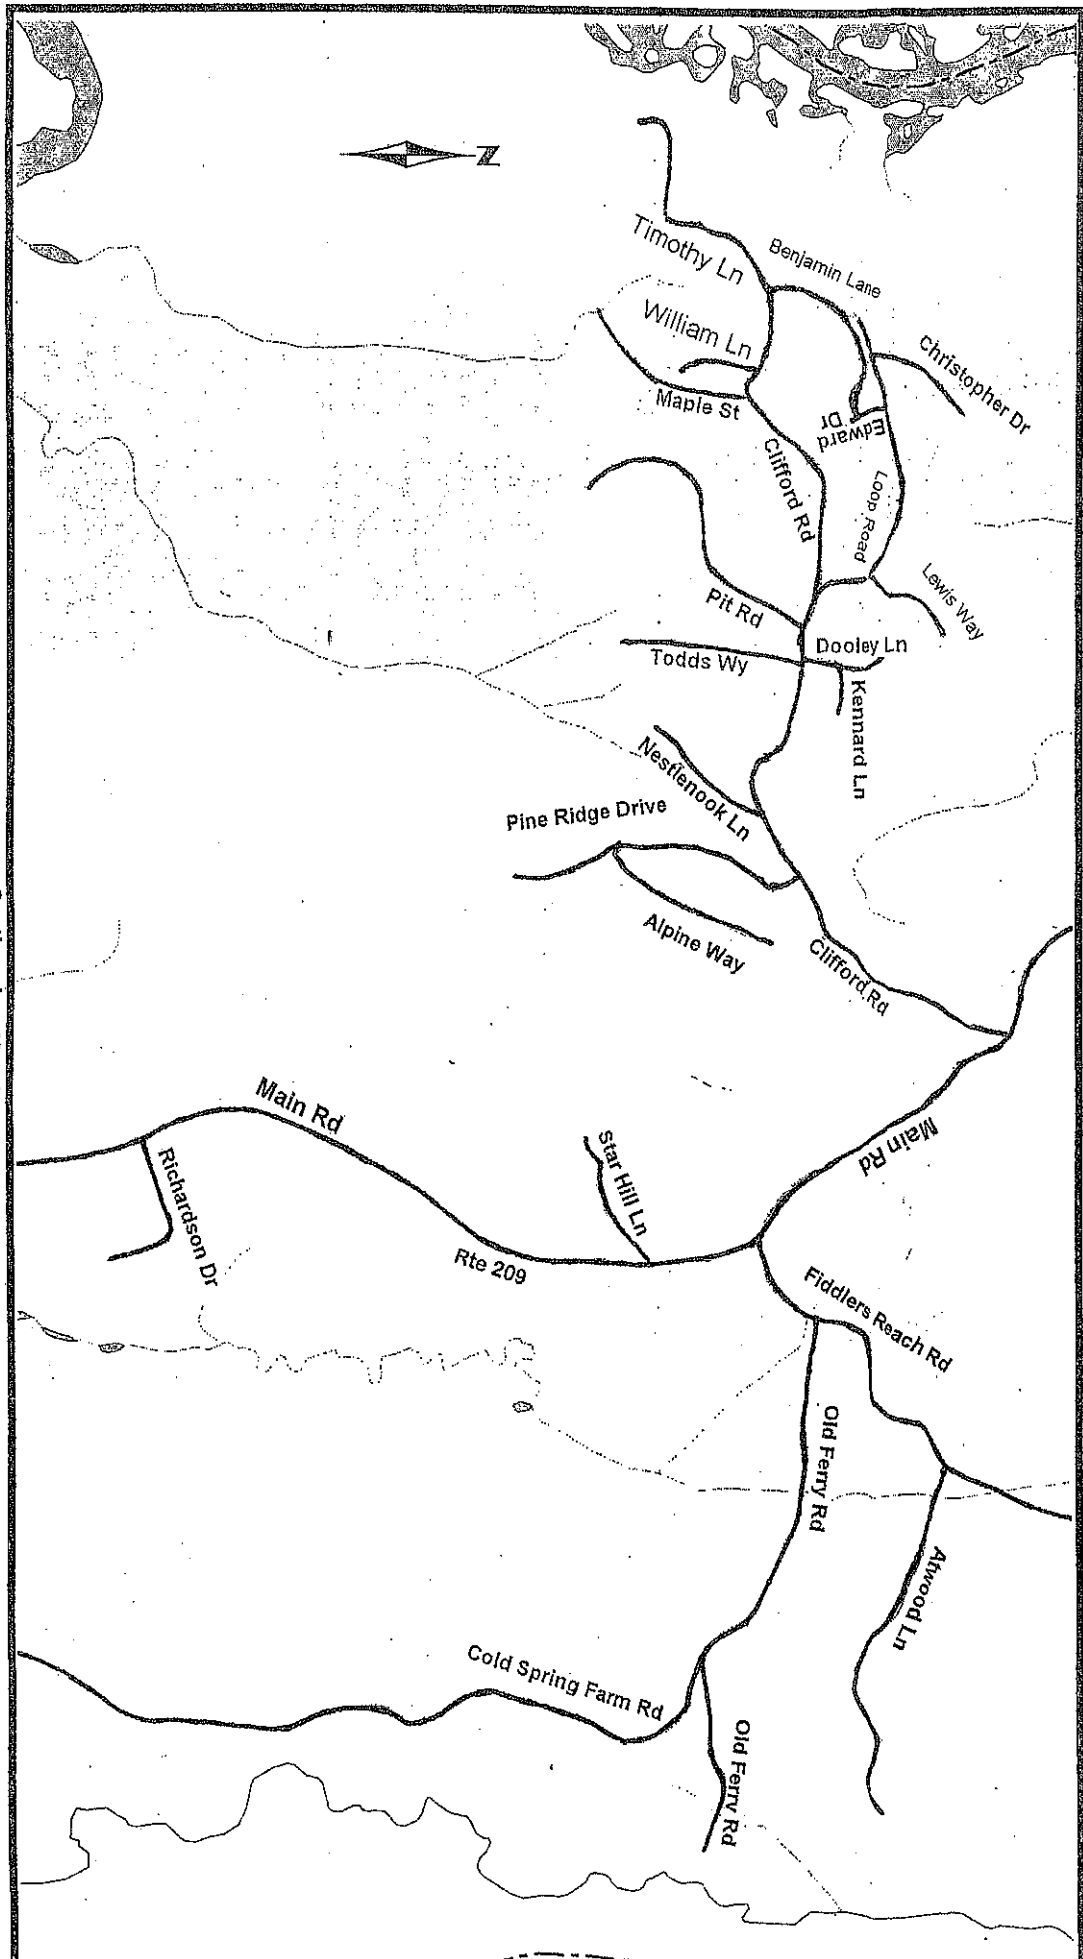 N
Timothy Ln
Benjamin Lane
William Ln
Christopher Dr
Maple St
Edward Dr
Clifford Rd
Loop Road
Lewis Way
Pit Rd
Dooley Ln
Todds Wy
Kennard Ln
Nestlenook Ln
Pine Ridge Drive
Alpine Way
Clifford Rd
Main Rd
Main Rd
Star Hill Ln
Richardson Dr
Rte 209
Fiddlers Reach Rd
Old Ferry Rd
Atwood Ln
Cold Spring Farm Rd
Old Ferry Rd